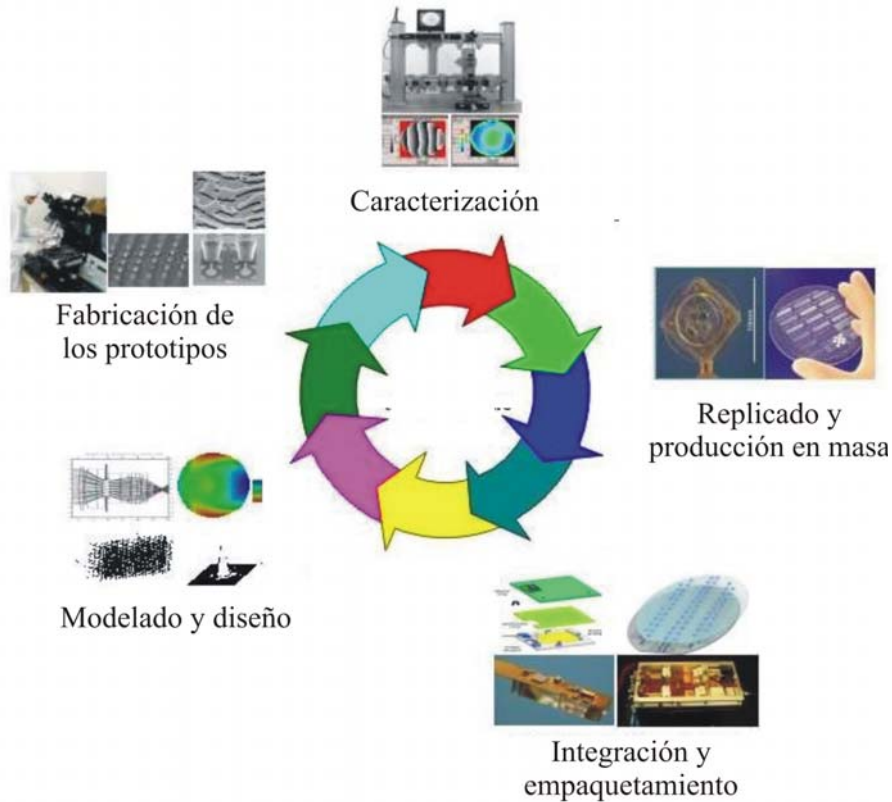 Caracterización
Fabricación de
los prototipos
Replicado y
producción en masa
Modelado y diseño
Integración y
empaquetamiento